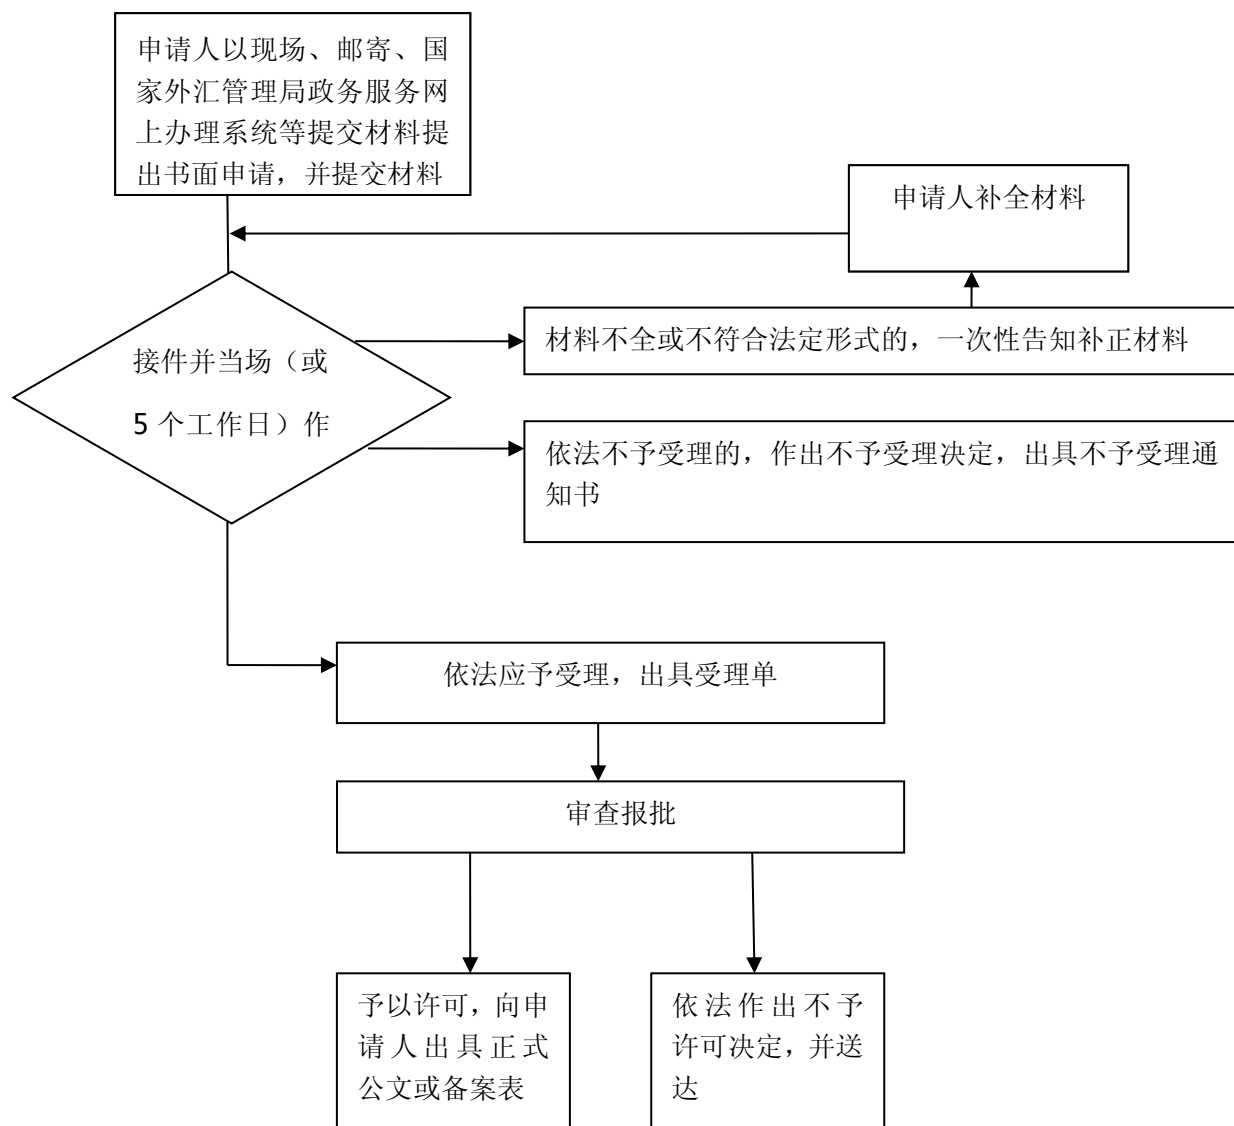 申请人以现场、邮寄、国
家外汇管理局政务服务网
上办理系统等提交材料提
出书面申请，并提交材料
申请人补全材料
材料不全或不符合法定形式的，一次性告知补正材料
接件并当场（或
5 个工作日）作
依法不予受理的，作出不予受理决定，出具不予受理通
知书
依法应予受理，出具受理单
审查报批
予以许可，向申
请人出具正式
公文或备案表
依法作出不予
许可决定，并送
达